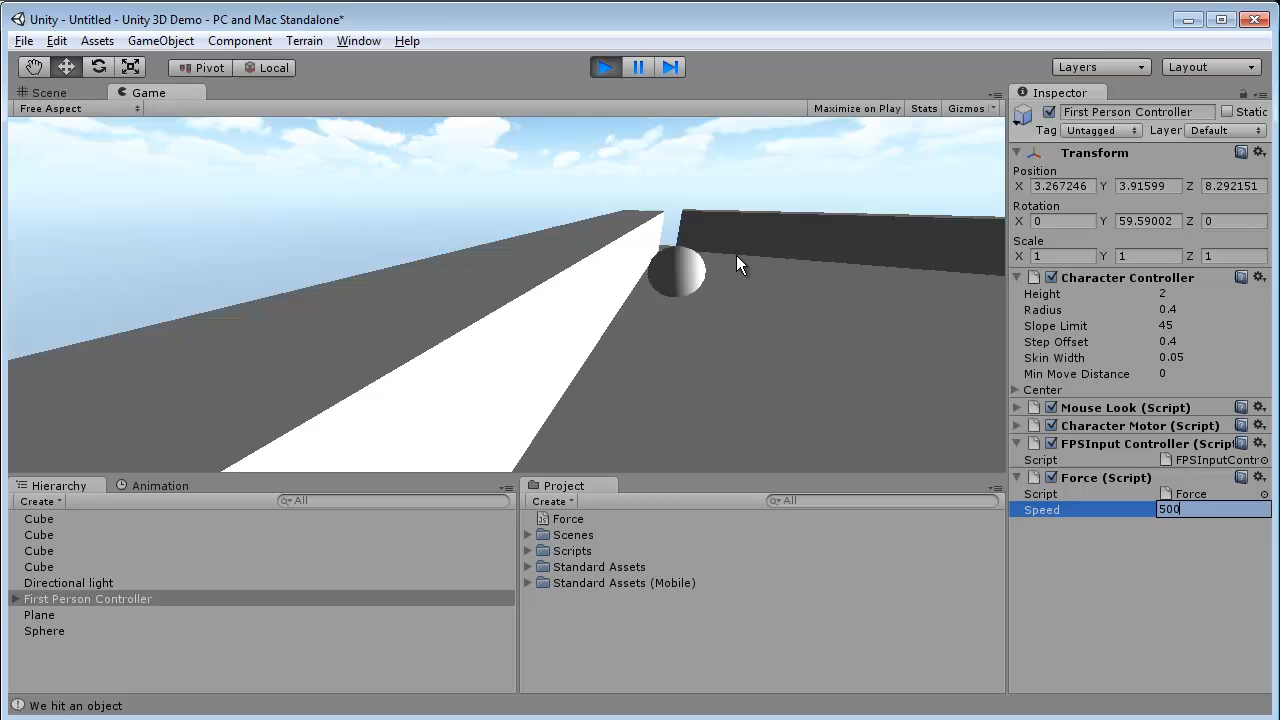 Unity - Untitled - Unity 3D Demo - PC and Mac Standalone*
File Edit Assets GameObject Component Terrain Window Help
Pivot Local Layers Layout
Scene Game
Free Aspect Maximize on Play Stats Gizmos
Inspector
First Person Controller Static
Tag Untagged Layer Default
Transform
Position
X 3.267246 Y 3.91599 Z 8.292151
Rotation
X 0 Y 59.59002 Z 0
Scale
X 1 Y 1 Z 1
Character Controller
Height 2
Radius 0.4
Slope Limit 45
Step Offset 0.4
Skin Width 0.05
Min Move Distance 0
Center
Mouse Look (Script)
Character Motor (Script)
FPSInput Controller (Script
Script FPSInputContr
Force (Script)
Script Force
Speed 500
Hierarchy Animation
Create All
Cube
Cube
Cube
Cube
Directional light
First Person Controller
Plane
Sphere
Project
Create All
Force
Scenes
Scripts
Standard Assets
Standard Assets (Mobile)
We hit an object